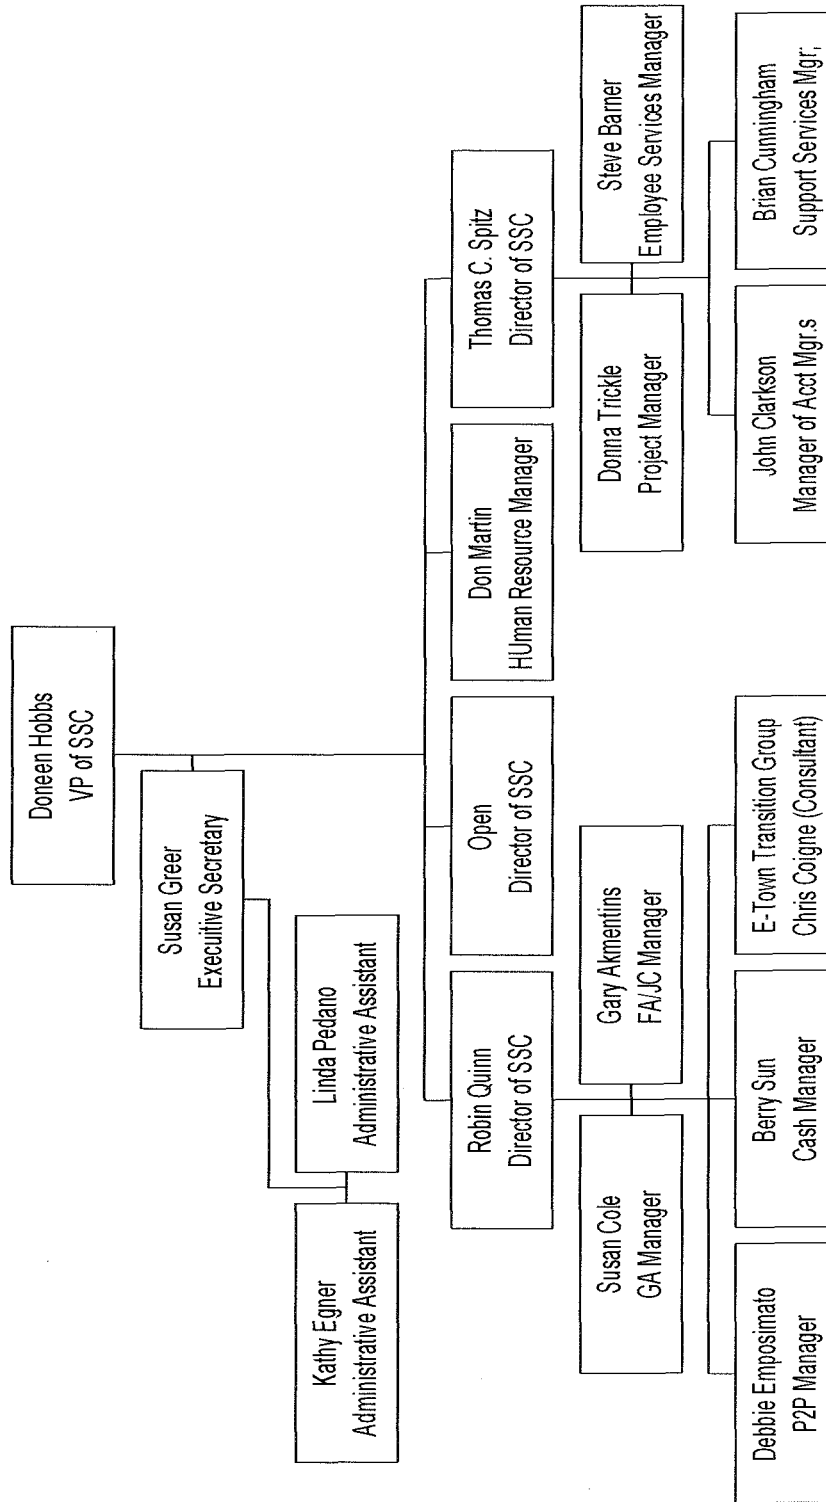 Doneen Hobbs
VP of SSC
Susan Greer
Execuitive Secretary
Kathy Egner
Administrative Assistant
Linda Pedano
Administrative Assistant
Robin Quinn
Director of SSC
Open
Director of SSC
Don Martin
HUman Resource Manager
Thomas C. Spitz
Director of SSC
Susan Cole
GA Manager
Gary Akmentins
FA/JC Manager
Donna Trickle
Project Manager
Steve Barner
Employee Services Manager
Debbie Emposimato
P2P Manager
Berry Sun
Cash Manager
E-Town Transition Group
Chris Coigne (Consultant)
John Clarkson
Manager of Acct Mgr.s
Brian Cunningham
Support Services Mgr;